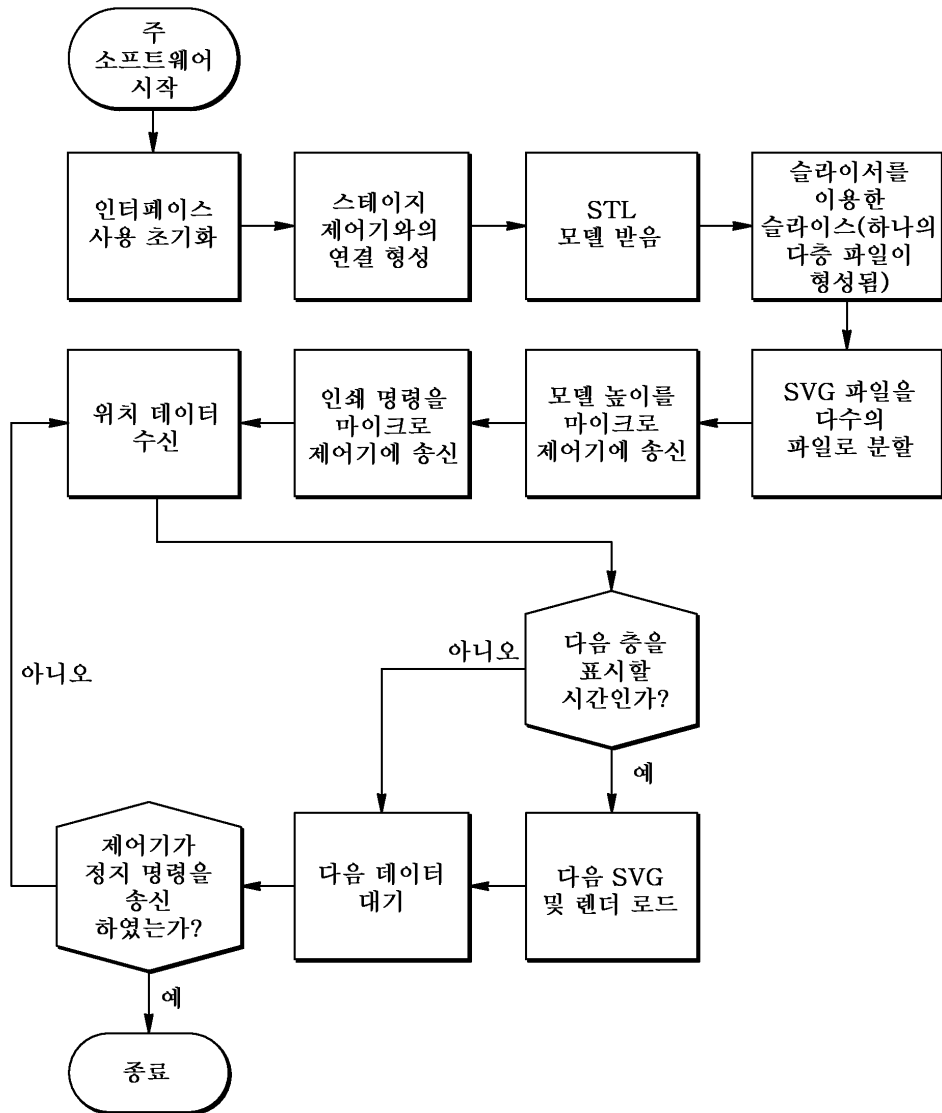 주
소프트웨어
시작
인터페이스
사용 초기화
스테이지
제어기와의
연결 형성
STL
모델 받음
슬라이서를
이용한
슬라이스(하나의
다층 파일이
형성됨)
SVG 파일을
다수의
파일로 분할
모델 높이를
마이크로
제어기에 송신
인쇄 명령을
마이크로
제어기에 송신
위치 데이터
수신
다음 층을
표시할
시간인가?
아니오
예
다음 SVG
및 렌더 로드
다음 데이터
대기
제어기가
정지 명령을
송신
하였는가?
아니오
예
종료